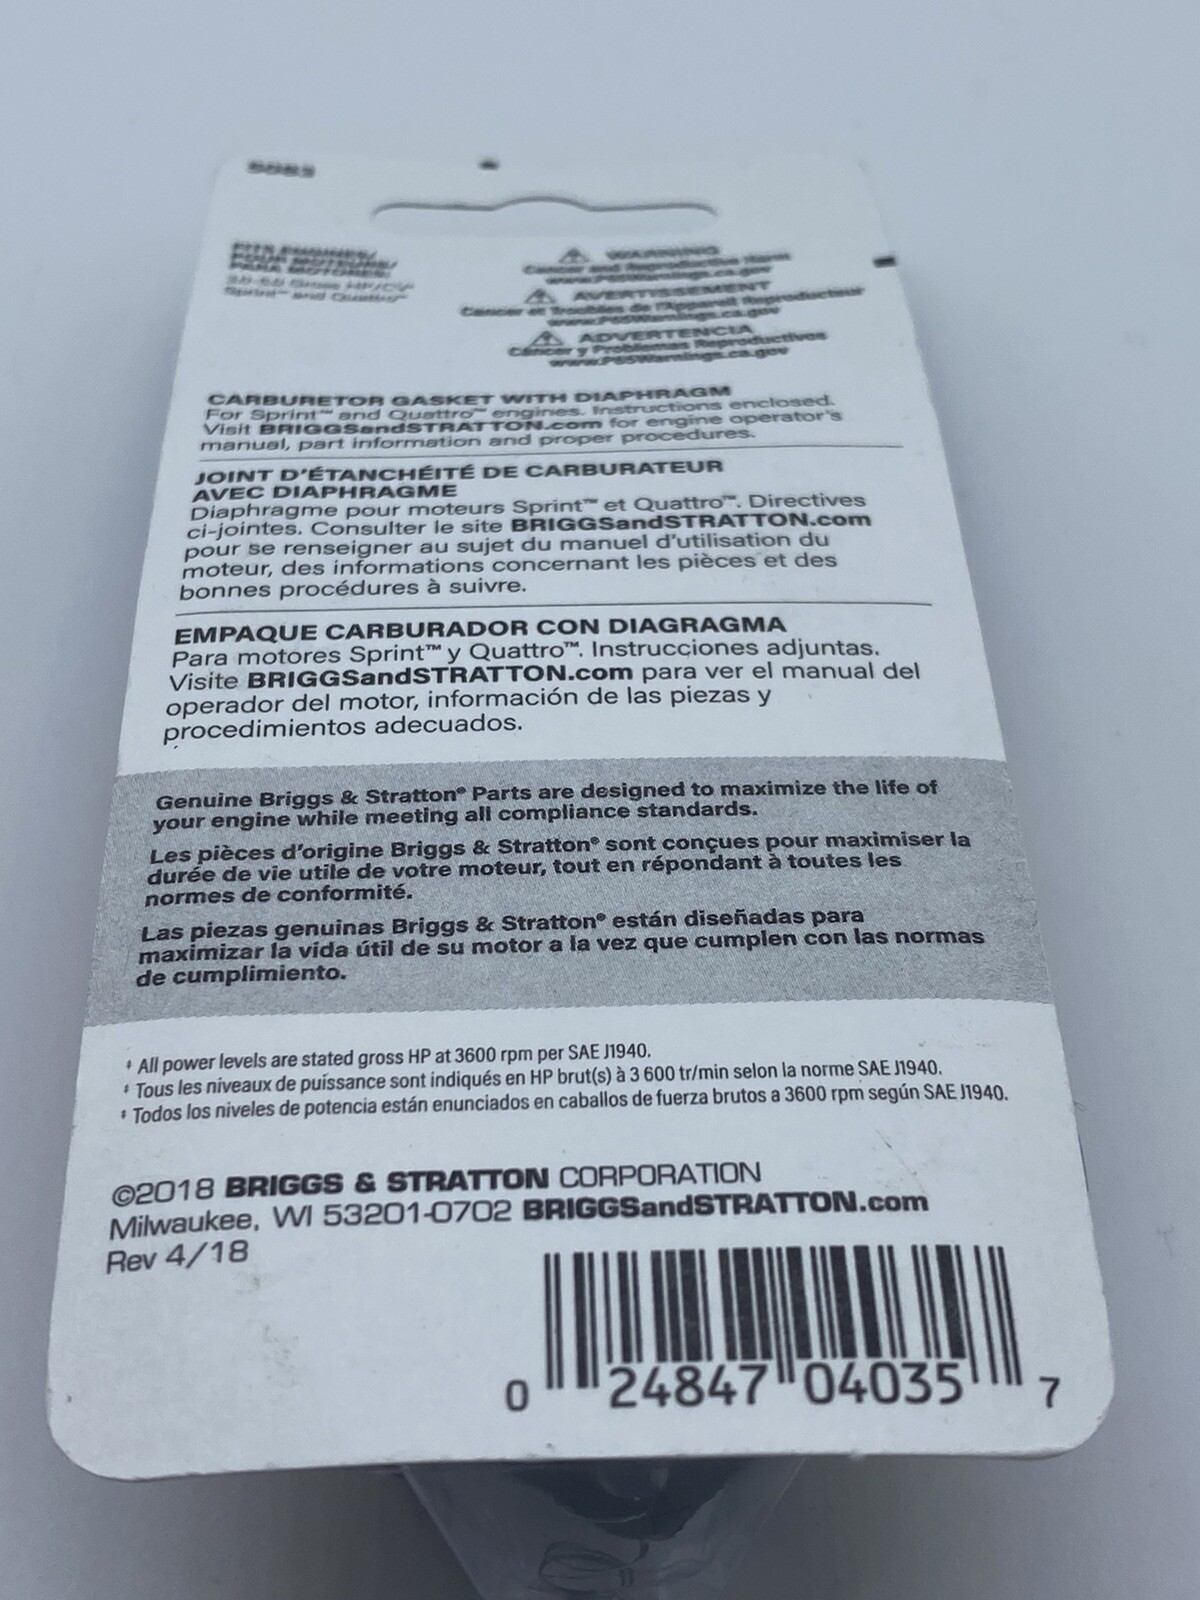 5083
FITS ENGINES/
POUR MOTEURS/
PARA MOTORES:
Sprint™ and Quattro™
WARNING
Cancer and Reproductive Harm
www.P65Warnings.ca.gov
AVERTISSEMENT
Cancer et Troubles de l'Appareil Reproducteur
www.P65Warnings.ca.gov
ADVERTENCIA
Cáncer y Problemas Reproductivos
www.P65Warnings.ca.gov
CARBURETOR GASKET WITH DIAPHRAGM
For Sprint™ and Quattro™ engines. Instructions enclosed.
Visit BRIGGSandSTRATTON.com for engine operator's
manual, part information and proper procedures.
JOINT D'ÉTANCHÉITÉ DE CARBURATEUR
AVEC DIAPHRAGME
Diaphragme pour moteurs Sprint™ et Quattro™. Directives
ci-jointes. Consulter le site BRIGGSandSTRATTON.com
pour se renseigner au sujet du manuel d'utilisation du
moteur, des informations concernant les pièces et des
bonnes procédures à suivre.
EMPAQUE CARBURADOR CON DIAGRAGMA
Para motores Sprint™ y Quattro™. Instrucciones adjuntas.
Visite BRIGGSandSTRATTON.com para ver el manual del
operador del motor, información de las piezas y
procedimientos adecuados.
Genuine Briggs & Stratton® Parts are designed to maximize the life of
your engine while meeting all compliance standards.
Les pièces d'origine Briggs & Stratton® sont conçues pour maximiser la
durée de vie utile de votre moteur, tout en répondant à toutes les
normes de conformité.
Las piezas genuinas Briggs & Stratton® están diseñadas para
maximizar la vida útil de su motor a la vez que cumplen con las normas
de cumplimiento.
‡ All power levels are stated gross HP at 3600 rpm per SAE J1940.
‡ Tous les niveaux de puissance sont indiqués en HP brut(s) à 3 600 tr/min selon la norme SAE J1940.
‡ Todos los niveles de potencia están enunciados en caballos de fuerza brutos a 3600 rpm según SAE J1940.
©2018 BRIGGS & STRATTON CORPORATION
Milwaukee, WI 53201-0702 BRIGGSandSTRATTON.com
Rev 4/18
0 24847 04035 7